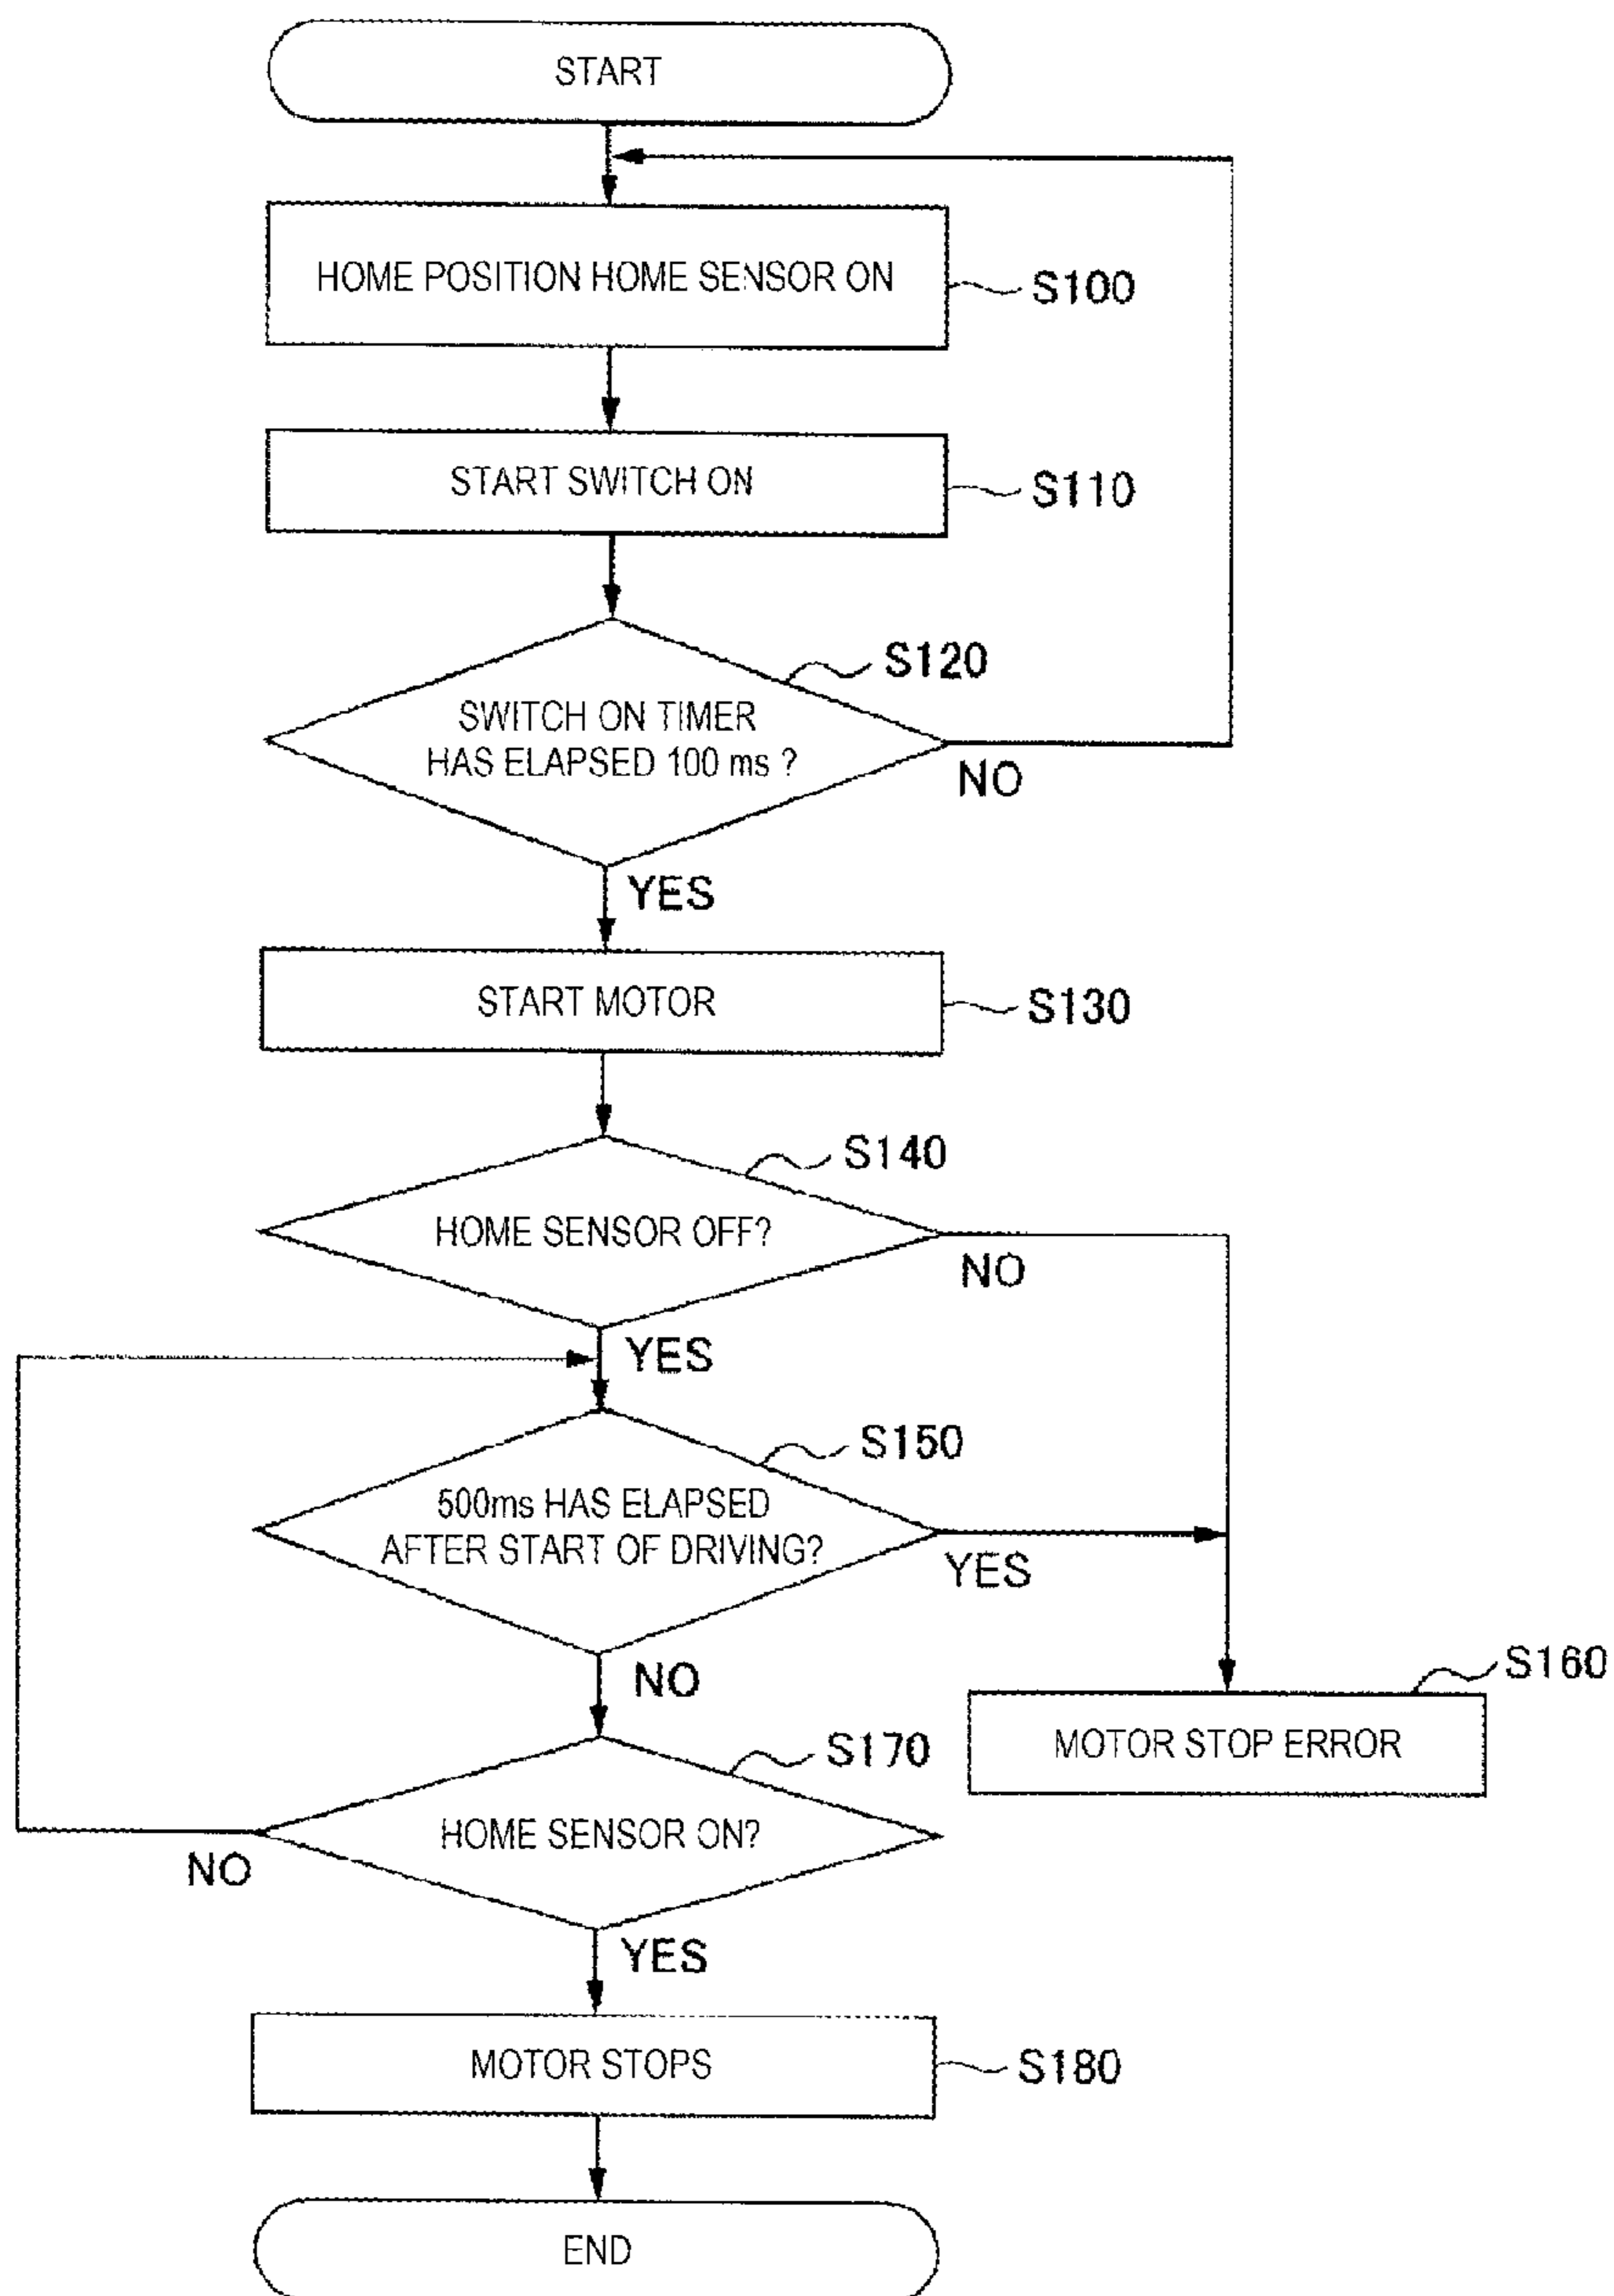 START
HOME POSITION HOME SENSOR ON
S100
START SWITCH ON
S110
S120
SWITCH ON TIMER
HAS ELAPSED 100 ms ?
NO
YES
START MOTOR
S130
S140
HOME SENSOR OFF?
NO
YES
S150
500ms HAS ELAPSED
AFTER START OF DRIVING?
YES
NO
S160
MOTOR STOP ERROR
S170
HOME SENSOR ON?
NO
YES
MOTOR STOPS
S180
END